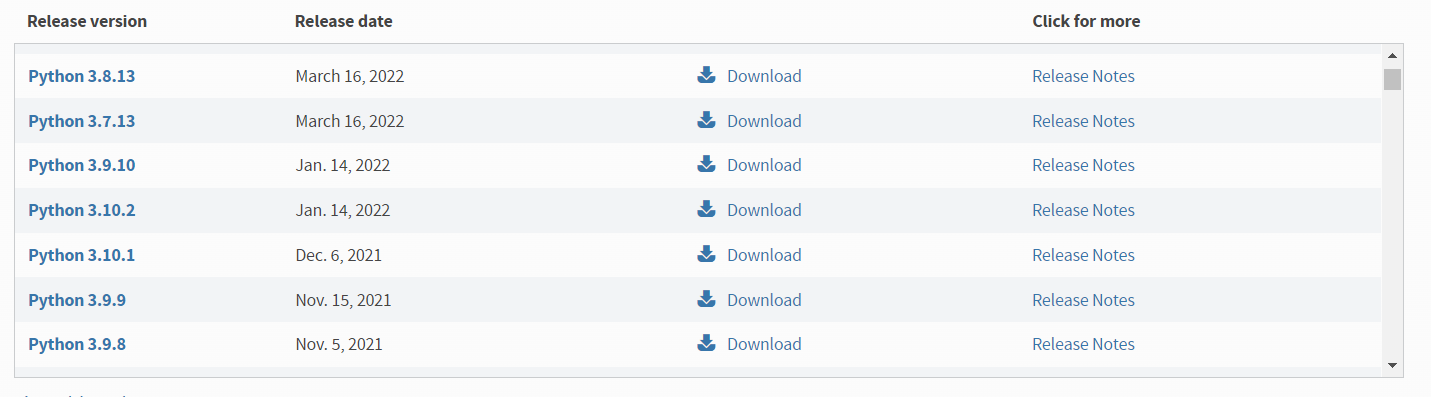 Release version Release date Click for more
Python 3.8.13 March 16, 2022 Download Release Notes
Python 3.7.13 March 16, 2022 Download Release Notes
Python 3.9.10 Jan. 14, 2022 Download Release Notes
Python 3.10.2 Jan. 14, 2022 Download Release Notes
Python 3.10.1 Dec. 6, 2021 Download Release Notes
Python 3.9.9 Nov. 15, 2021 Download Release Notes
Python 3.9.8 Nov. 5, 2021 Download Release Notes